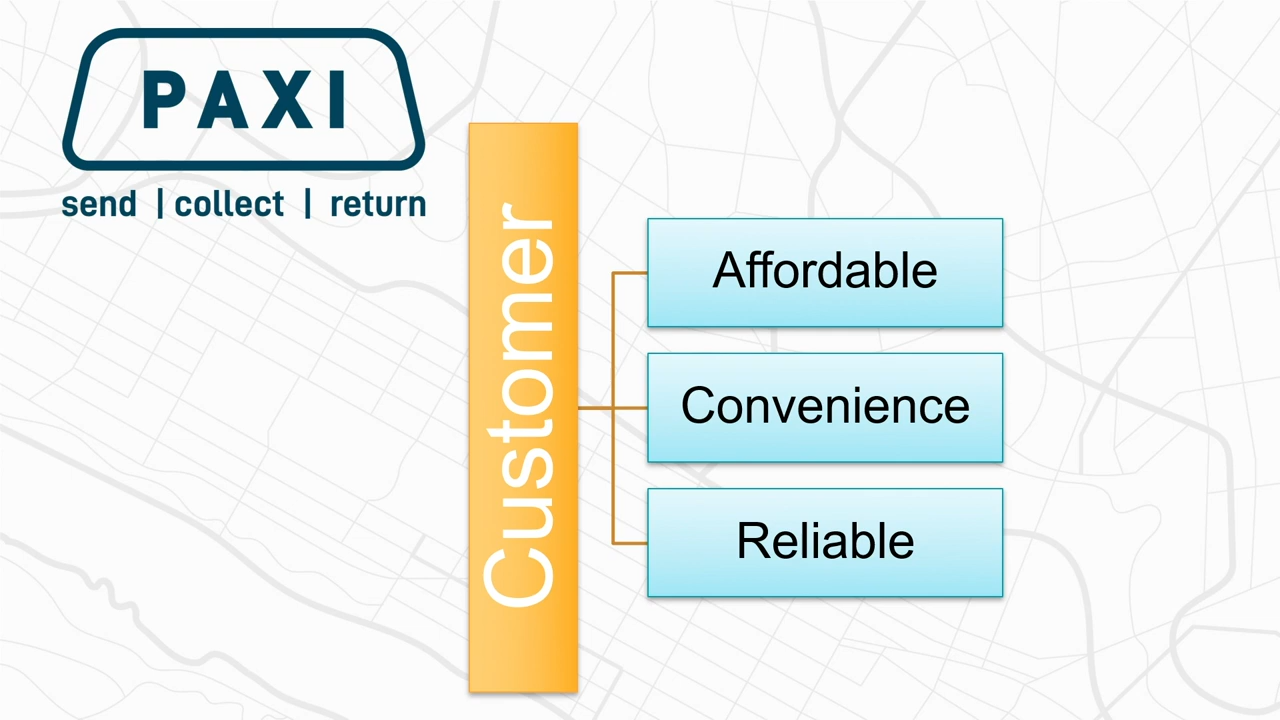 PAXI
send | collect | return
Customer
Affordable
Convenience
Reliable